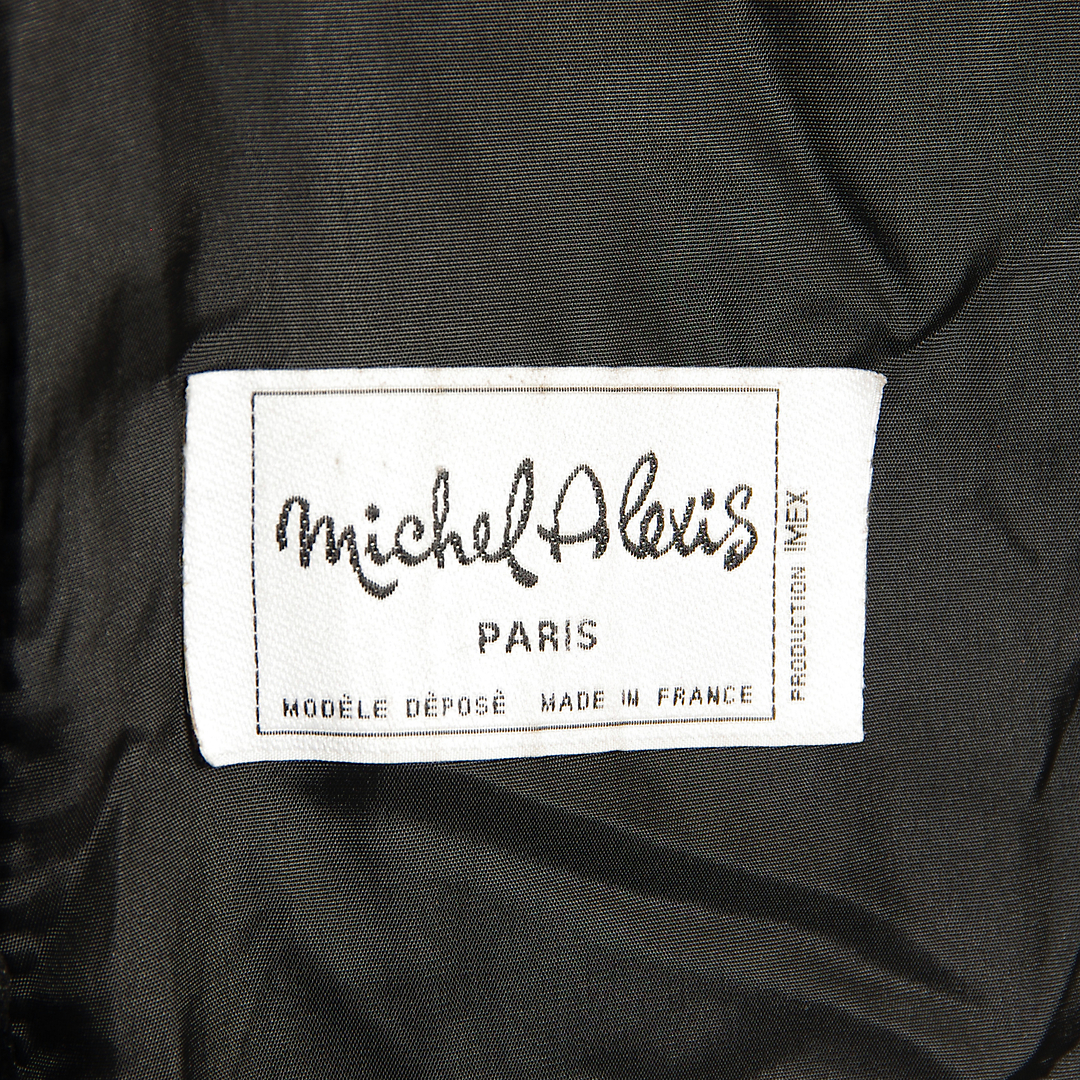 michel Alexis
PARIS
MODÈLE DÉPOSÉ MADE IN FRANCE
PRODUCTION IMEX